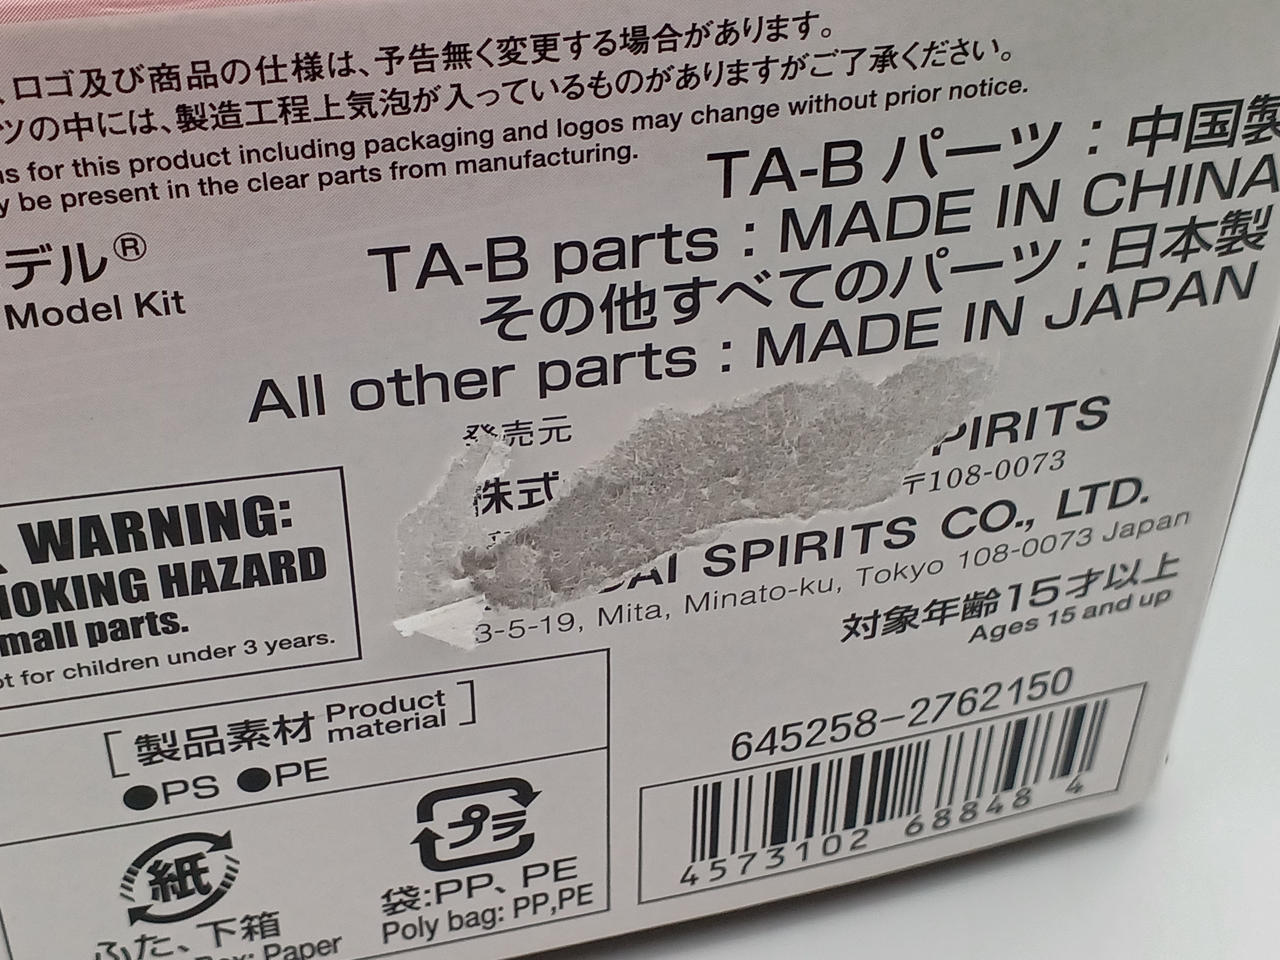 、ロゴ及び商品の仕様は、予告無く変更する場合があります。
ツの中には、製造工程上気泡が入っているものがありますがご了承ください。
ns for this product including packaging and logos may change without prior notice.
y be present in the clear parts from manufacturing.
デル®
Model Kit
TA-B パーツ : 中国製
TA-B parts : MADE IN CHINA
その他すべてのパーツ : 日本製
All other parts : MADE IN JAPAN
発売元
株式
PIRITS
〒108-0073
AI SPIRITS CO., LTD.
3-5-19, Mita, Minato-ku, Tokyo 108-0073 Japan
対象年齢15才以上
Ages 15 and up
WARNING:
HOKING HAZARD
mall parts.
ot for children under 3 years.
[製品素材 Product material]
●PS ●PE
紙
ふた、下箱
ox: Paper
プラ
袋:PP、PE
Poly bag: PP,PE
645258-2762150
4573102 68848 4